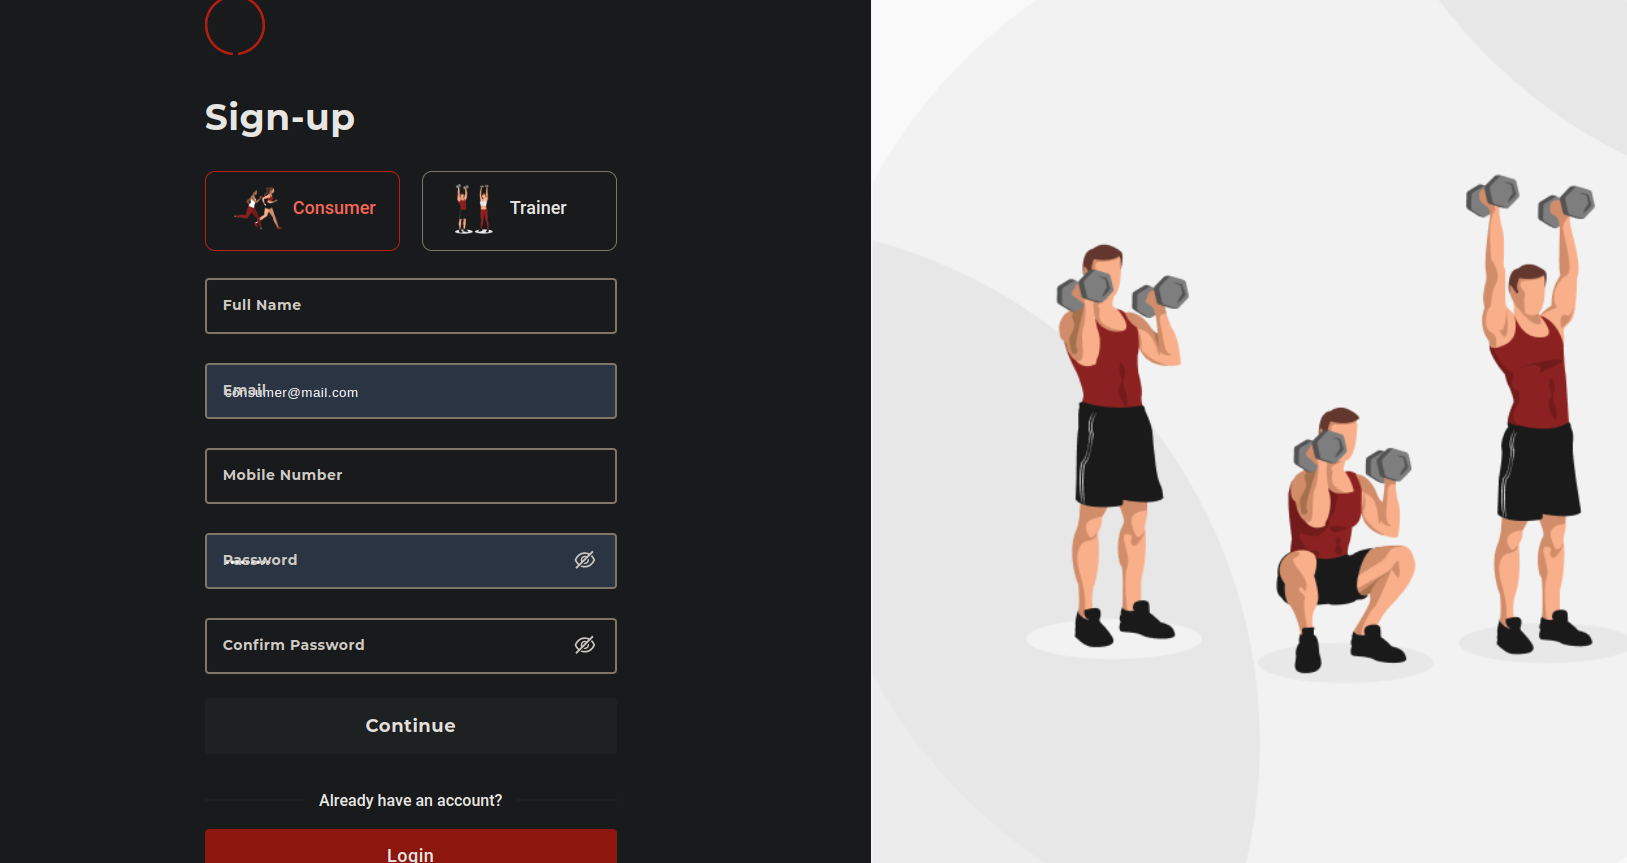 Sign-up
Consumer
Trainer
Full Name
Email
consumer@mail.com
Mobile Number
Password
Confirm Password
Continue
Already have an account?
Login